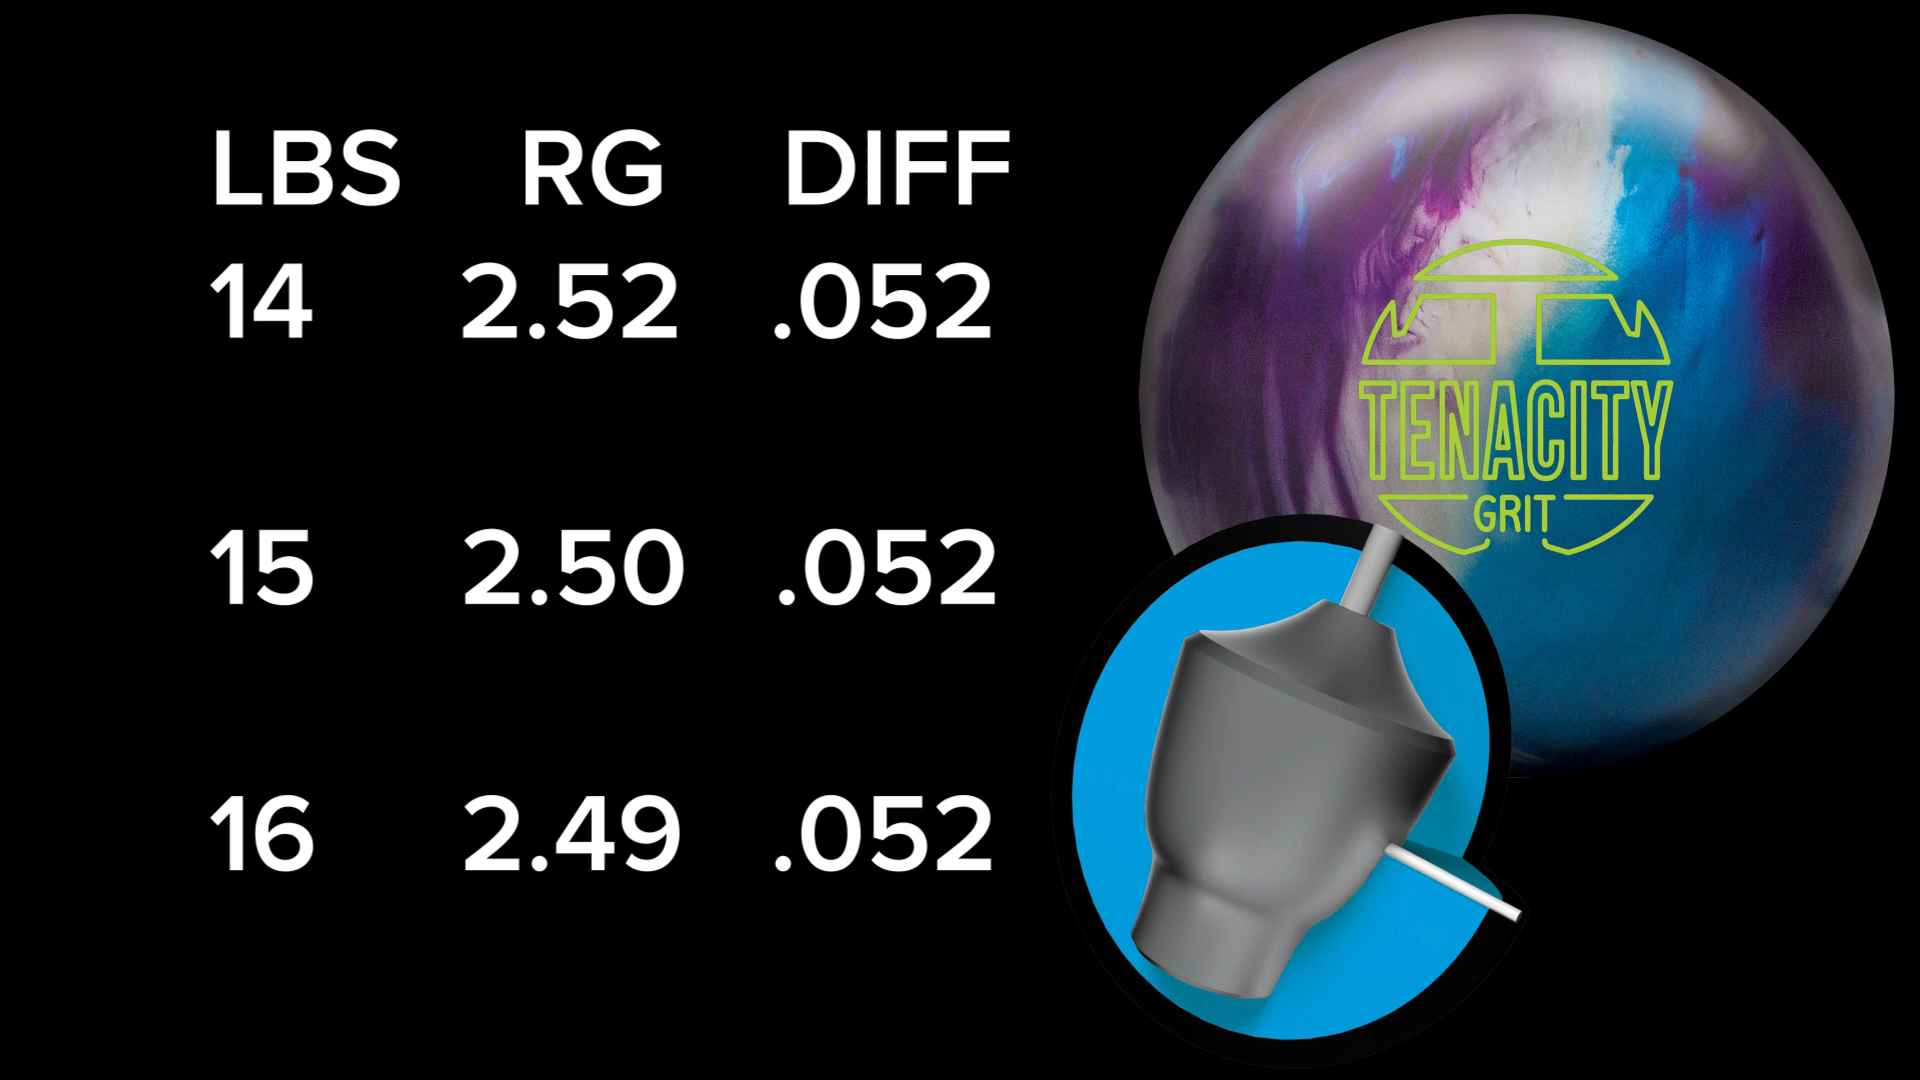 LBS RG DIFF
14 2.52 .052
15 2.50 .052
16 2.49 .052
TENACITY
GRIT